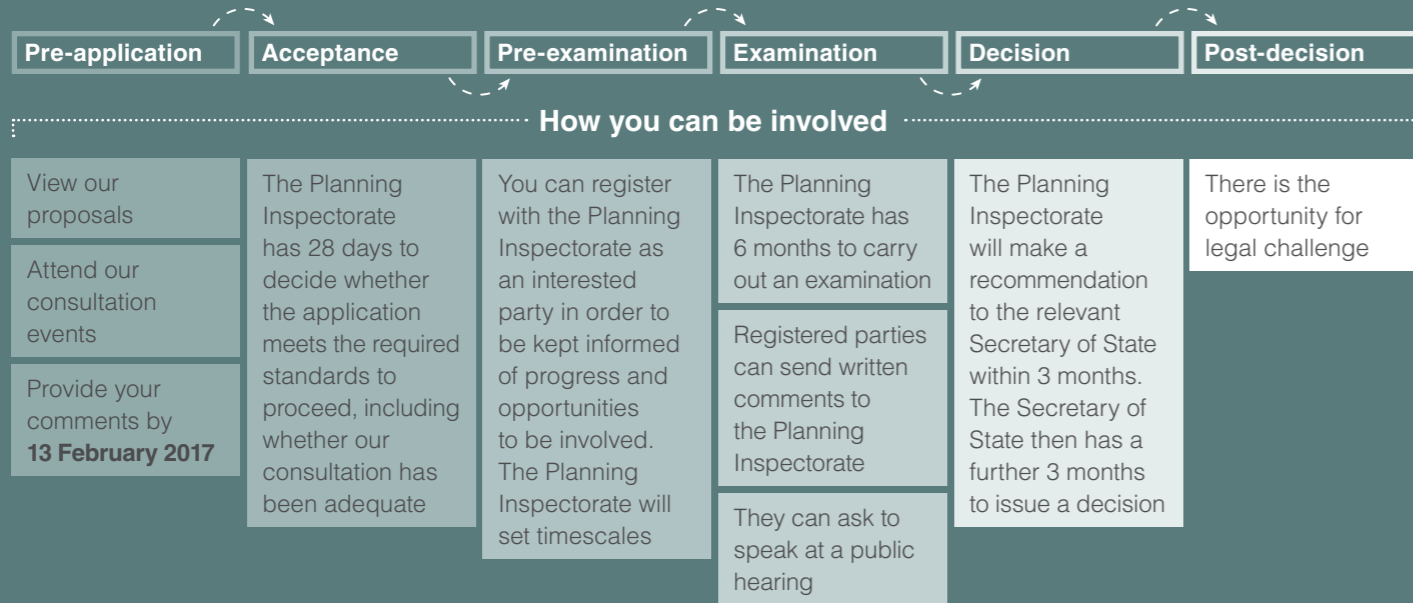 Pre-application
Acceptance
Pre-examination
Examination
Decision
Post-decision
How you can be involved
View our
proposals
Attend our
consultation
events
Provide your
comments by
13 February 2017
The Planning
Inspectorate
has 28 days to
decide whether
the application
meets the required
standards to
proceed, including
whether our
consultation has
been adequate
You can register
with the Planning
Inspectorate as
an interested
party in order to
be kept informed
of progress and
opportunities
to be involved.
The Planning
Inspectorate will
set timescales
The Planning
Inspectorate has
6 months to carry
out an examination
Registered parties
can send written
comments to
the Planning
Inspectorate
They can ask to
speak at a public
hearing
The Planning
Inspectorate
will make a
recommendation
to the relevant
Secretary of State
within 3 months.
The Secretary of
State then has a
further 3 months
to issue a decision
There is the
opportunity for
legal challenge